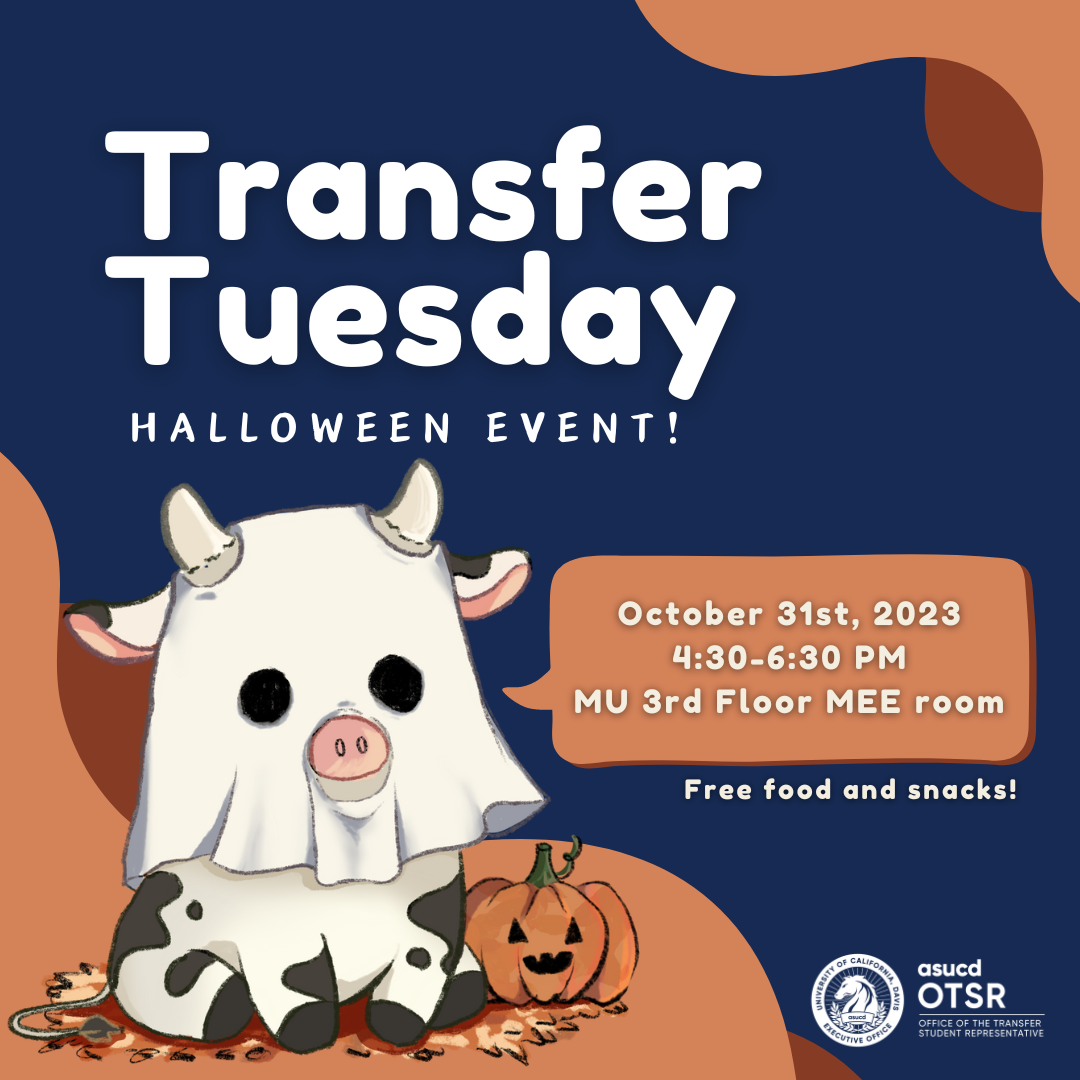 Transfer
Tuesday
HALLOWEEN EVENT!
October 31st, 2023
4:30-6:30 PM
MU 3rd Floor MEE room
Free food and snacks!
UNIVERSITY OF CALIFORNIA, DAVIS
asucd
EXECUTIVE OFFICE
asucd
OTSR
OFFICE OF THE TRANSFER
STUDENT REPRESENTATIVE